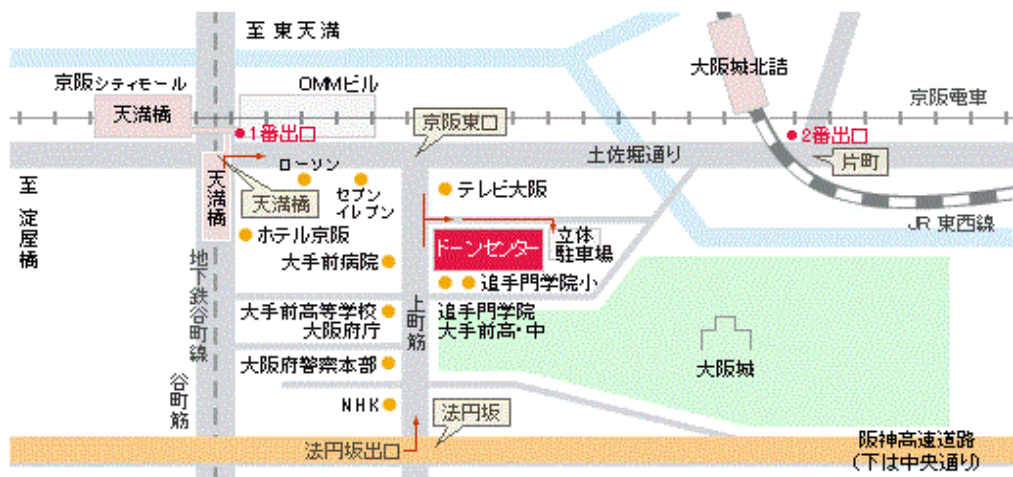 至 東天満
京阪シティモール
OMMビル
天満橋
大阪城北詰
京阪電車
1番出口
京阪東口
2番出口
土佐堀通り
片町
至 淀屋橋
天満橋
天満橋
ローソン
セブン
イレブン
テレビ大阪
JR 東西線
ホテル京阪
ドーンセンター
立体
駐車場
大手前病院
追手門学院小
地下鉄谷町線
大手前高等学校
大阪府庁
上町筋
追手門学院
大手前高・中
大阪府警察本部
大阪城
谷町筋
NHK
法円坂
法円坂出口
阪神高速道路
(下は中央通り)